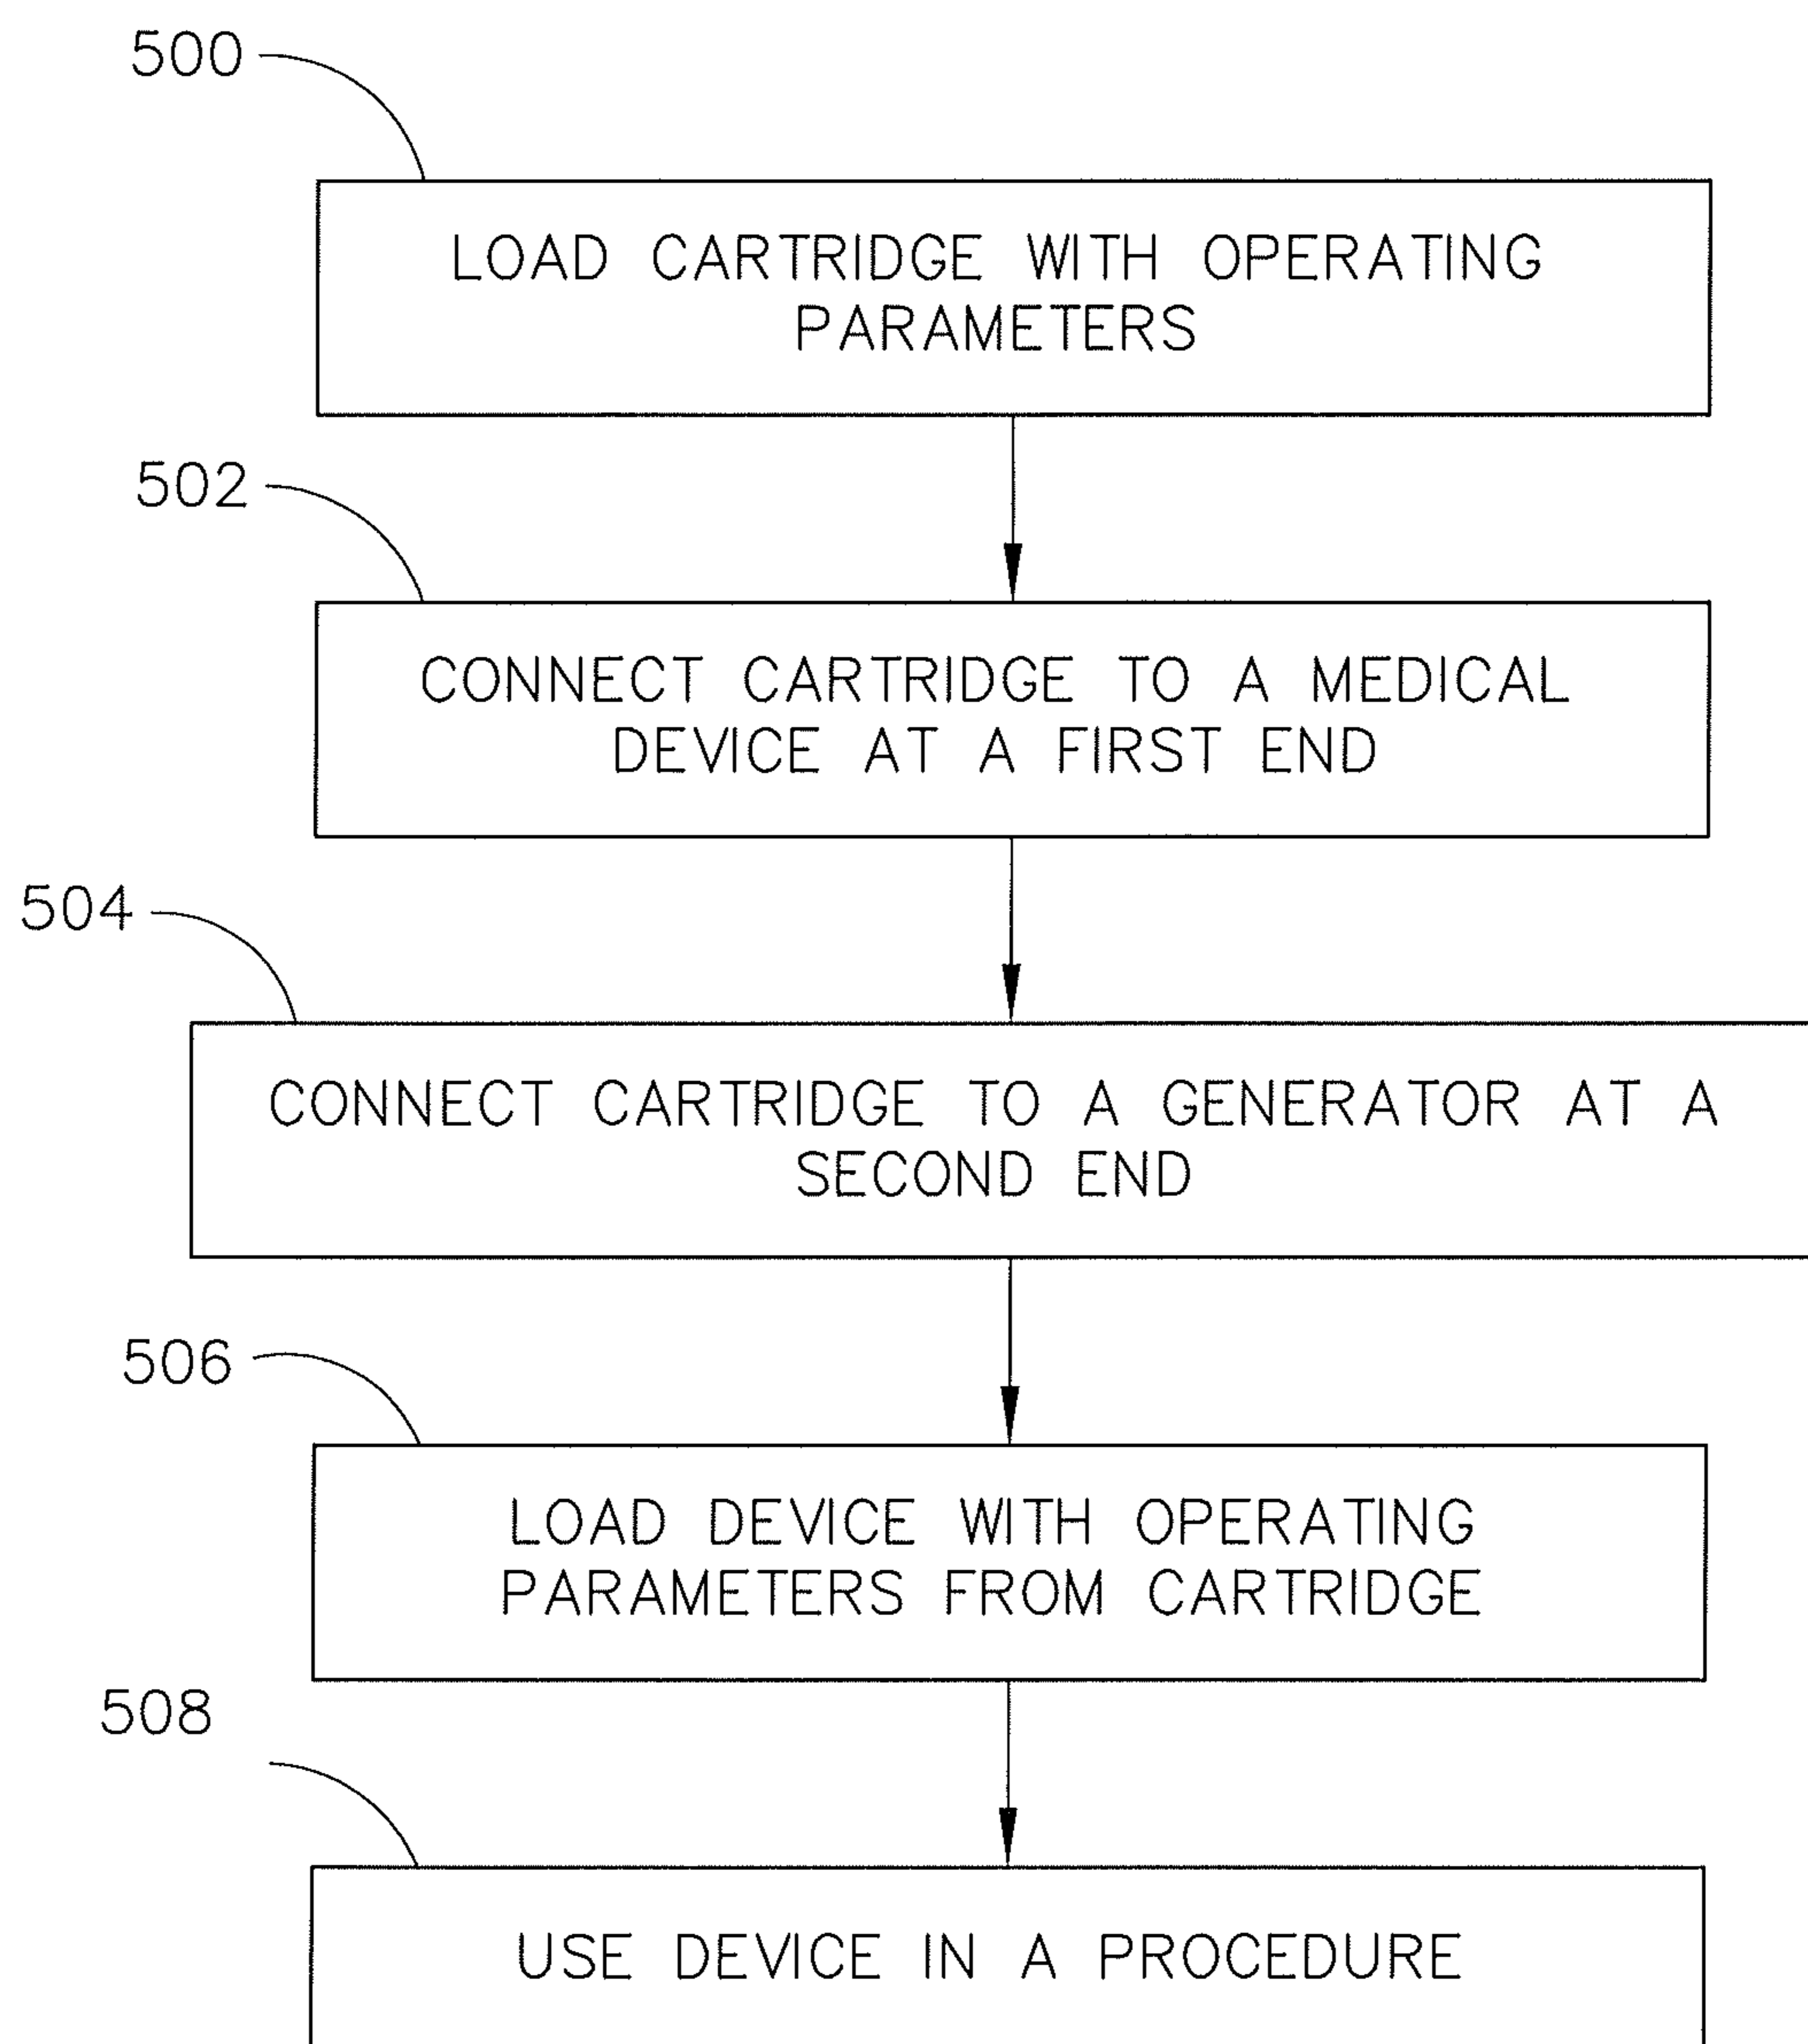 500
LOAD CARTRIDGE WITH OPERATING
PARAMETERS
502
CONNECT CARTRIDGE TO A MEDICAL
DEVICE AT A FIRST END
504
CONNECT CARTRIDGE TO A GENERATOR AT A
SECOND END
506
LOAD DEVICE WITH OPERATING
PARAMETERS FROM CARTRIDGE
508
USE DEVICE IN A PROCEDURE